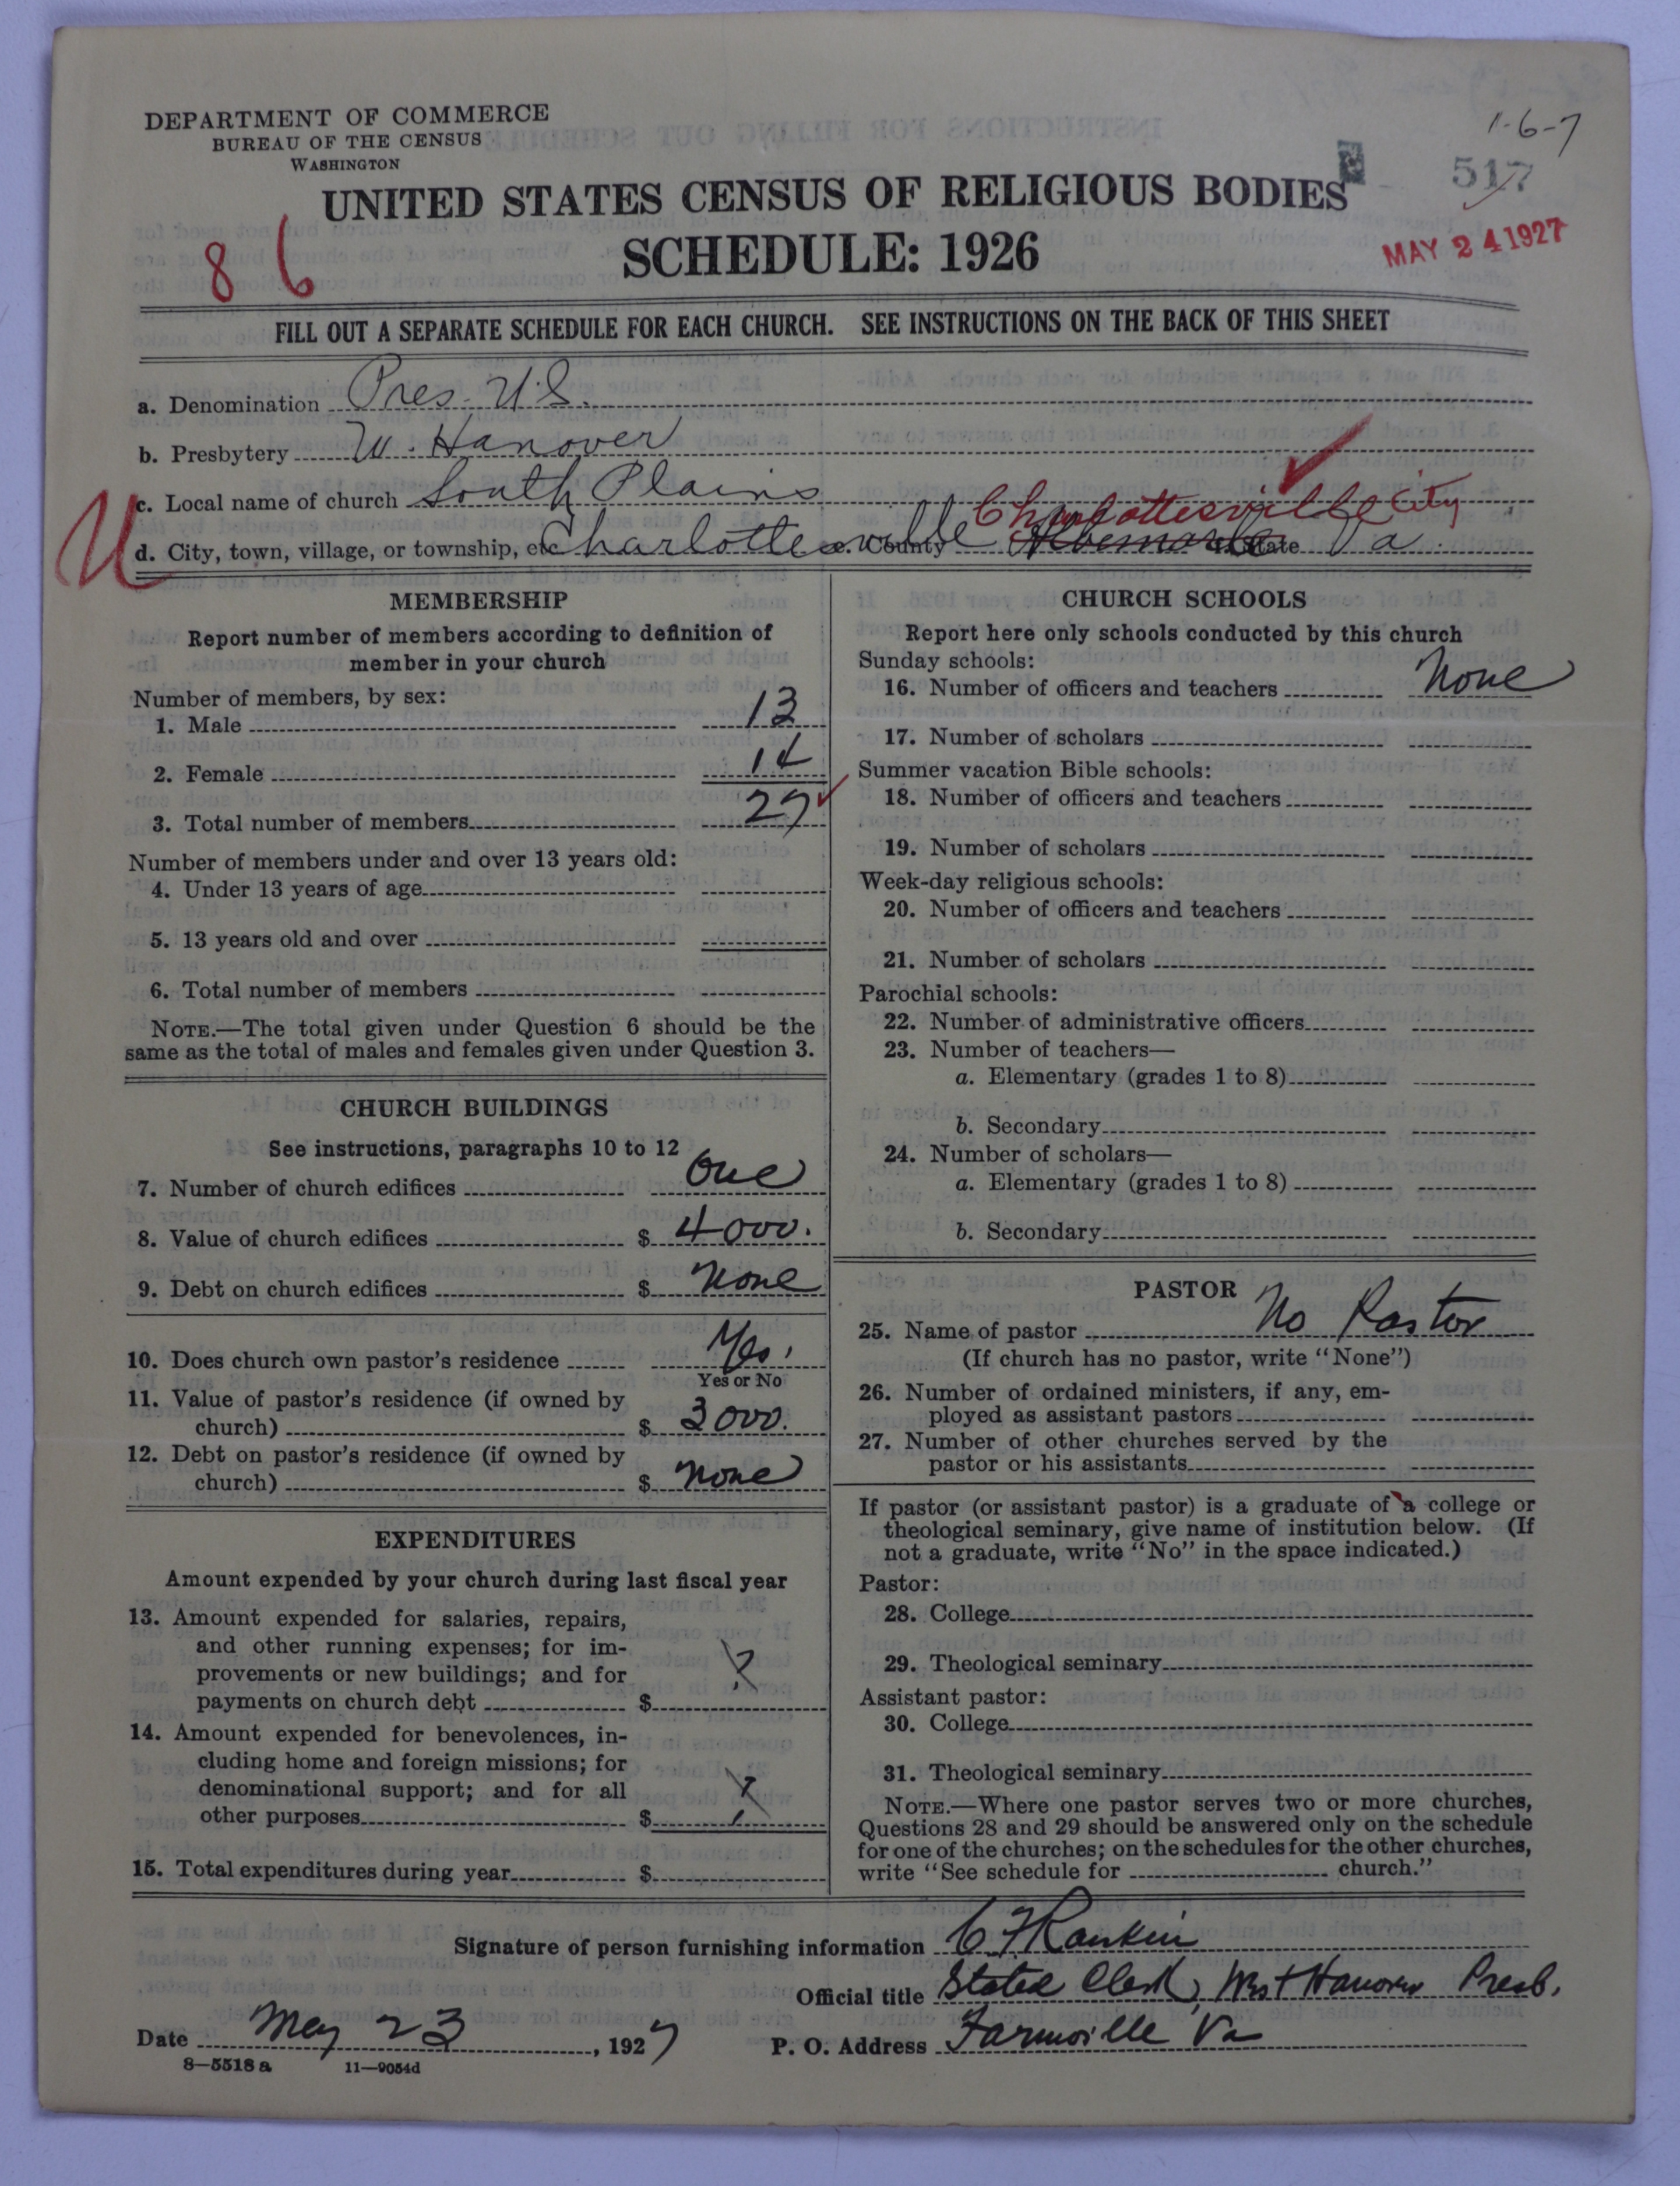 DEPARTMENT OF COMMERCE
BUREAU OF THE CENSUS
WASHINGTON
1-6-7
517
UNITED STATES CENSUS OF RELIGIOUS BODIES
SCHEDULE: 1926
MAY 24 1927
86
FILL OUT A SEPARATE SCHEDULE FOR EACH CHURCH. SEE INSTRUCTIONS ON THE BACK OF THIS SHEET
a. Denomination Pres. U.S.
b. Presbytery W. Hanover
c. Local name of church South Plains
Charlottesville City
U
d. City, town, village, or township, etc Charlottesville e. County Albemarle f. State Va.
MEMBERSHIP
Report number of members according to definition of
member in your church
Number of members, by sex:
1. Male 13
2. Female 14
3. Total number of members 27
Number of members under and over 13 years old:
4. Under 13 years of age
5. 13 years old and over
6. Total number of members
NOTE.—The total given under Question 6 should be the
same as the total of males and females given under Question 3.
CHURCH BUILDINGS
See instructions, paragraphs 10 to 12
7. Number of church edifices One
8. Value of church edifices $ 4000.
9. Debt on church edifices $ None
10. Does church own pastor's residence Yes.
Yes or No
11. Value of pastor's residence (if owned by
church) $ 3000.
12. Debt on pastor's residence (if owned by
church) $ None
EXPENDITURES
Amount expended by your church during last fiscal year
13. Amount expended for salaries, repairs,
and other running expenses; for im-
provements or new buildings; and for
payments on church debt $ ?
14. Amount expended for benevolences, in-
cluding home and foreign missions; for
denominational support; and for all
other purposes $ ?
15. Total expenditures during year $
CHURCH SCHOOLS
Report here only schools conducted by this church
Sunday schools:
16. Number of officers and teachers None
17. Number of scholars
Summer vacation Bible schools:
18. Number of officers and teachers
19. Number of scholars
Week-day religious schools:
20. Number of officers and teachers
21. Number of scholars
Parochial schools:
22. Number of administrative officers
23. Number of teachers—
a. Elementary (grades 1 to 8)
b. Secondary
24. Number of scholars—
a. Elementary (grades 1 to 8)
b. Secondary
PASTOR
25. Name of pastor No Pastor
(If church has no pastor, write "None")
26. Number of ordained ministers, if any, em-
ployed as assistant pastors
27. Number of other churches served by the
pastor or his assistants
If pastor (or assistant pastor) is a graduate of a college or
theological seminary, give name of institution below. (If
not a graduate, write "No" in the space indicated.)
Pastor:
28. College
29. Theological seminary
Assistant pastor:
30. College
31. Theological seminary
NOTE.—Where one pastor serves two or more churches,
Questions 28 and 29 should be answered only on the schedule
for one of the churches; on the schedules for the other churches,
write "See schedule for church."
Signature of person furnishing information C F Rankin
Official title Stated Clerk, West Hanover Presb.
Date May 23, 1927
P. O. Address Farmville Va
8—5518 a 11—9054d